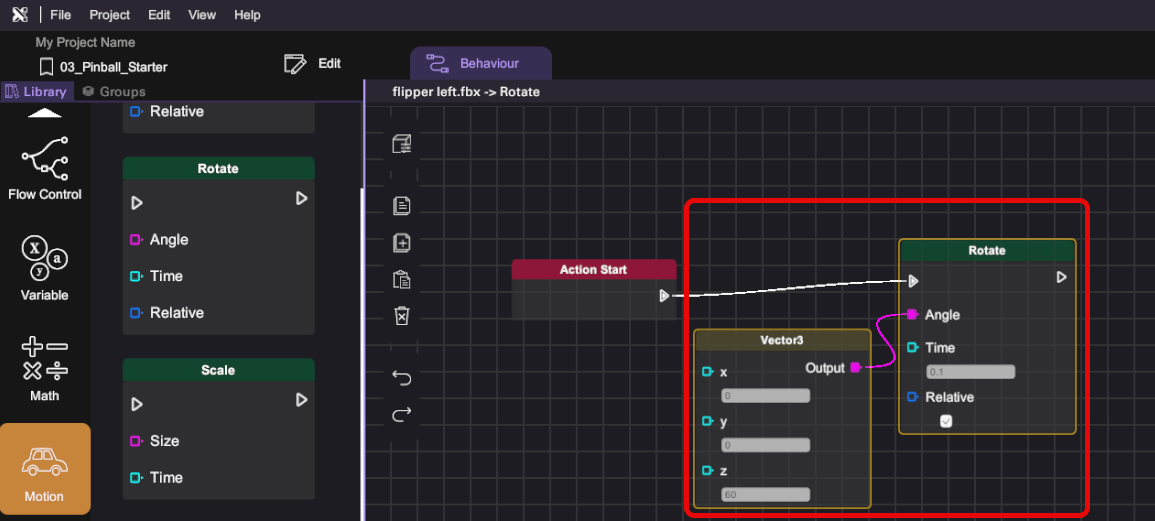 File Project Edit View Help
My Project Name
03_Pinball_Starter
Edit
Behaviour
Library Groups
flipper left.fbx -> Rotate
Flow Control
Variable
Math
Motion
Relative
Rotate
Angle
Time
Relative
Scale
Size
Time
Action Start
Vector3
Output
x
0
y
0
z
60
Rotate
Angle
Time
0.1
Relative